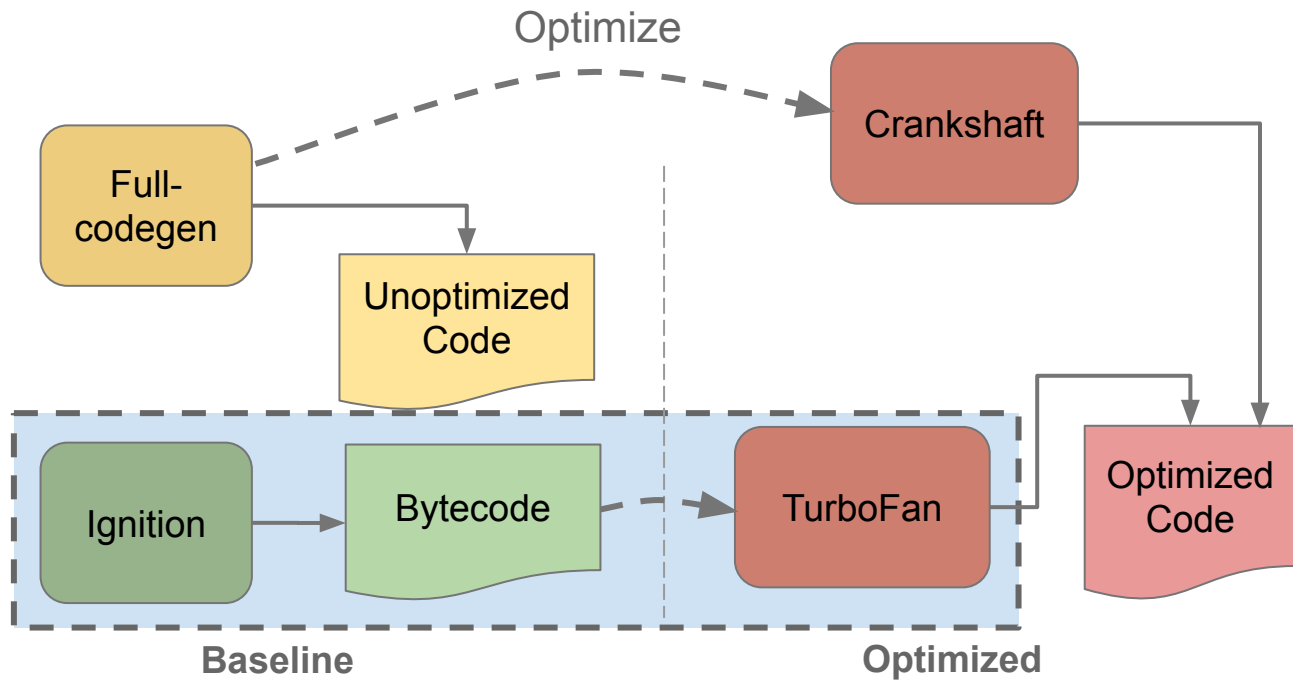 Optimize
Crankshaft
Full-
codegen
Unoptimized
Code
Ignition
Bytecode
TurboFan
Optimized
Code
Baseline
Optimized